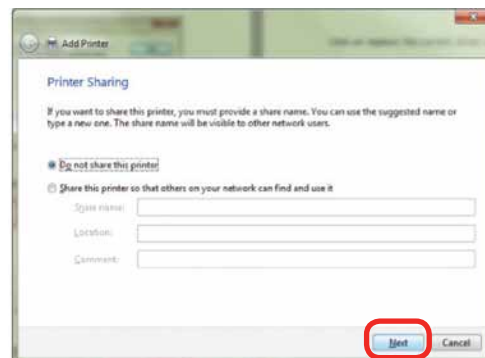 Add Printer
Printer Sharing
If you want to share this printer, you must provide a share name. You can use the suggested name or
type a new one. The share name will be visible to other network users.
Do not share this printer
Share this printer so that others on your network can find and use it
Share name:
Location:
Comment:
Next Cancel